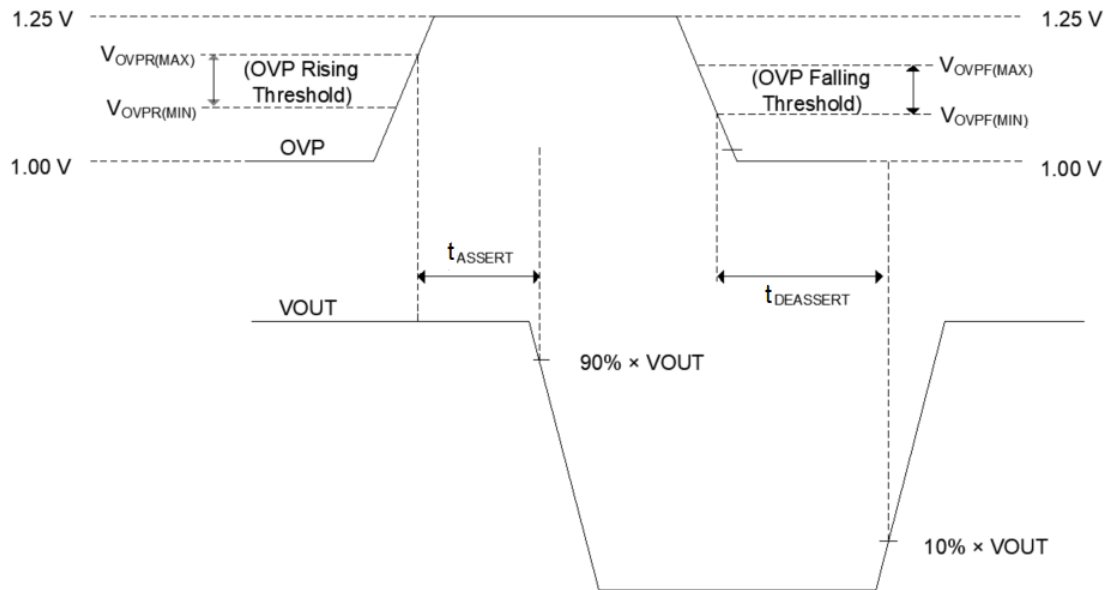 1.25 V
1.25 V
VOVPR(MAX)
(OVP Rising
Threshold)
VOVPR(MIN)
(OVP Falling
Threshold)
VOVPF(MAX)
VOVPF(MIN)
OVP
1.00 V
1.00 V
tASSERT
tDEASSERT
VOUT
90% × VOUT
10% × VOUT